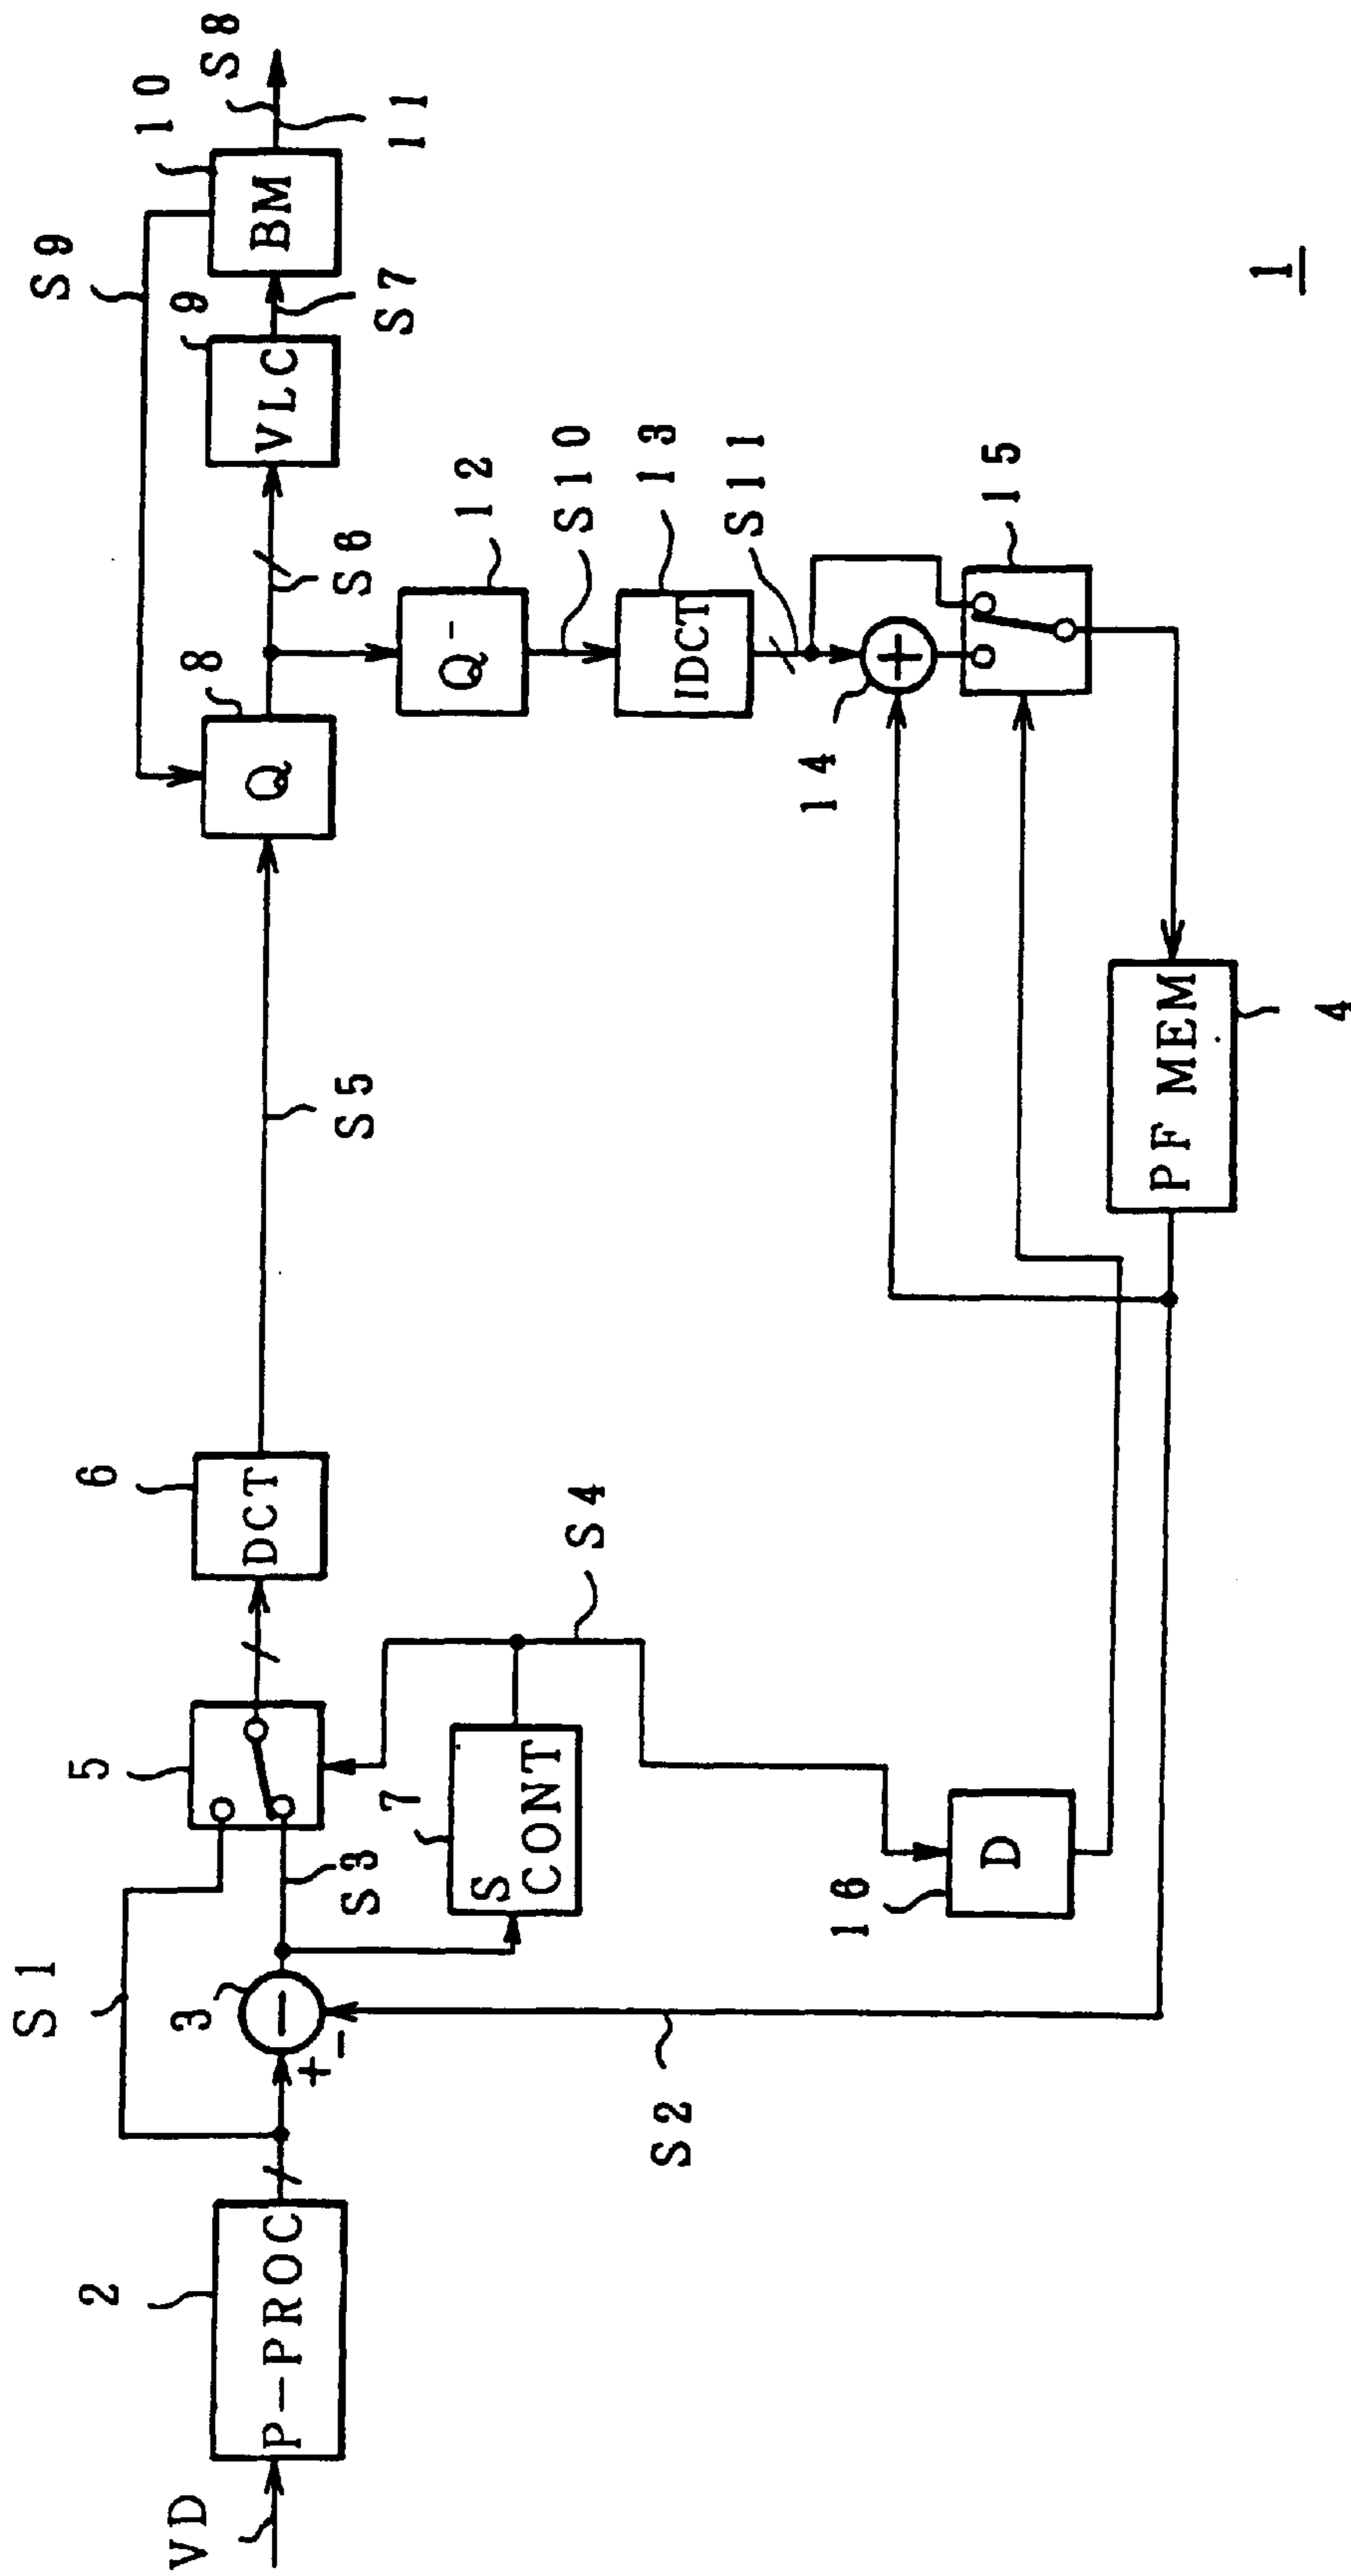 VD
2
P-PROC
S1
3
+
-
S2
S3
5
7
S
CONT
S4
6
DCT
16
D
S5
8
Q
S9
S6
9
VLC
S7
10
BM
S8
11
12
Q-
S10
13
IDCT
S11
14
+
15
PF MEM
4
1